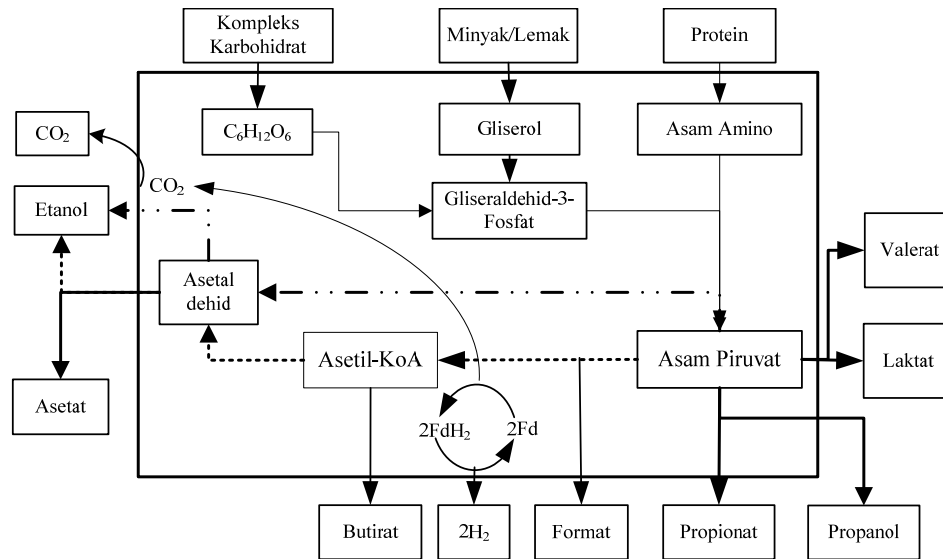 Kompleks
Karbohidrat
Minyak/Lemak
Protein
CO₂
C₆H₁₂O₆
Gliserol
Asam Amino
CO₂
Etanol
Gliseraldehid-3-
Fosfat
Valerat
Asetal
dehid
Asetil-KoA
Asam Piruvat
Laktat
Asetat
2FdH₂
2Fd
Butirat
2H₂
Format
Propionat
Propanol